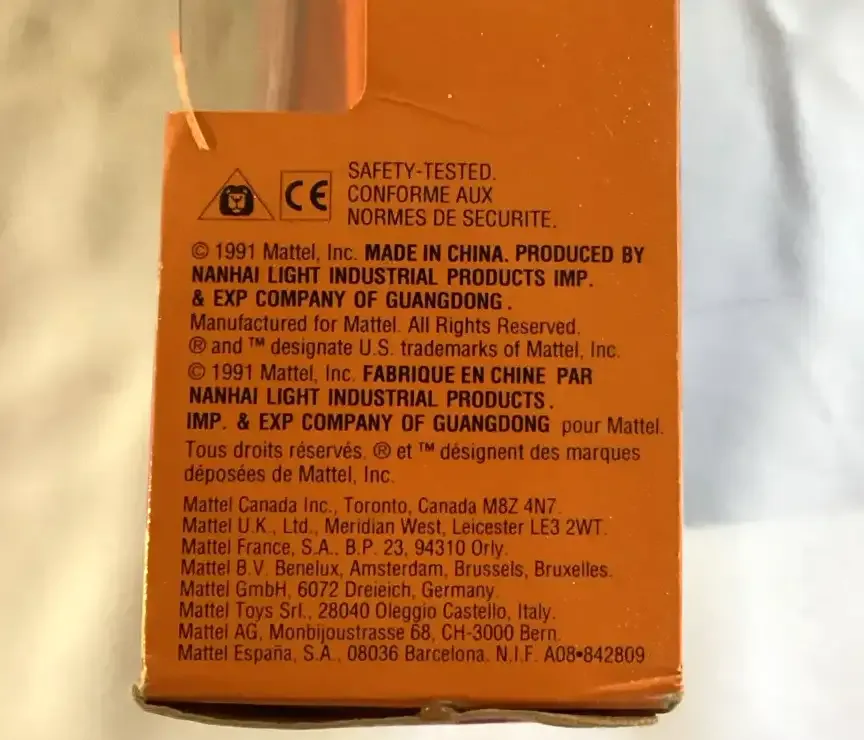 CE
SAFETY-TESTED.
CONFORME AUX
NORMES DE SECURITE.
© 1991 Mattel, Inc. MADE IN CHINA. PRODUCED BY
NANHAI LIGHT INDUSTRIAL PRODUCTS IMP.
& EXP COMPANY OF GUANGDONG.
Manufactured for Mattel. All Rights Reserved.
® and ™ designate U.S. trademarks of Mattel, Inc.
© 1991 Mattel, Inc. FABRIQUE EN CHINE PAR
NANHAI LIGHT INDUSTRIAL PRODUCTS.
IMP. & EXP COMPANY OF GUANGDONG pour Mattel.
Tous droits réservés. ® et ™ désignent des marques
déposées de Mattel, Inc.
Mattel Canada Inc., Toronto, Canada M8Z 4N7.
Mattel U.K., Ltd., Meridian West, Leicester LE3 2WT.
Mattel France, S.A.. B.P. 23, 94310 Orly.
Mattel B.V. Benelux, Amsterdam, Brussels, Bruxelles.
Mattel GmbH, 6072 Dreieich, Germany.
Mattel Toys Srl., 28040 Oleggio Castello, Italy.
Mattel AG, Monbijoustrasse 68, CH-3000 Bern.
Mattel España, S.A., 08036 Barcelona. N.I.F. A08•842809